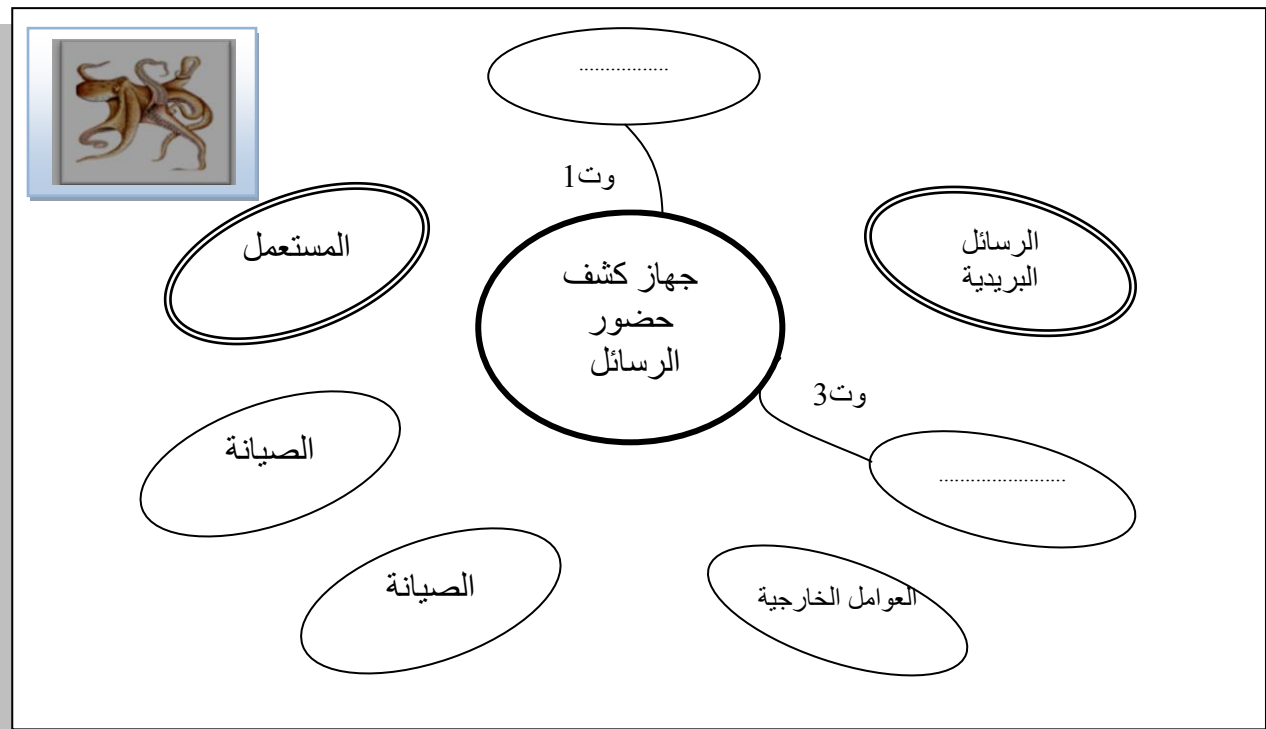 ................
وت1
المستعمل
الرسائل
البريدية
جهاز كشف
حضور
الرسائل
وت3
الصيانة
.......................
الصيانة
العوامل الخارجية